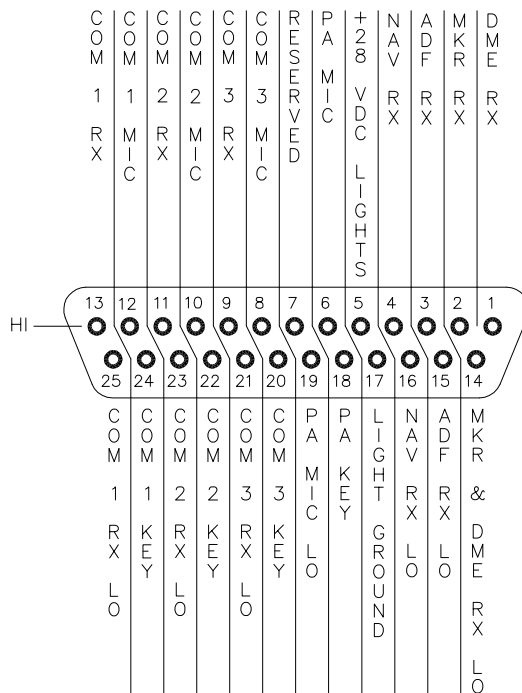 COM 1 RX
COM 1 MIC
COM 2 RX
COM 2 MIC
COM 3 RX
COM 3 MIC
RESERVED
PA MIC
+28 VDC LIGHTS
NAV RX
ADF RX
MKR RX
DME RX
13 12 11 10 9 8 7 6 5 4 3 2 1
HI
25 24 23 22 21 20 19 18 17 16 15 14
COM 1 RX LO
COM 1 KEY
COM 2 RX LO
COM 2 KEY
COM 3 RX LO
COM 3 KEY
PA MIC LO
PA KEY
LIGHT GROUND
NAV RX LO
ADF RX LO
MKR & DME RX LO